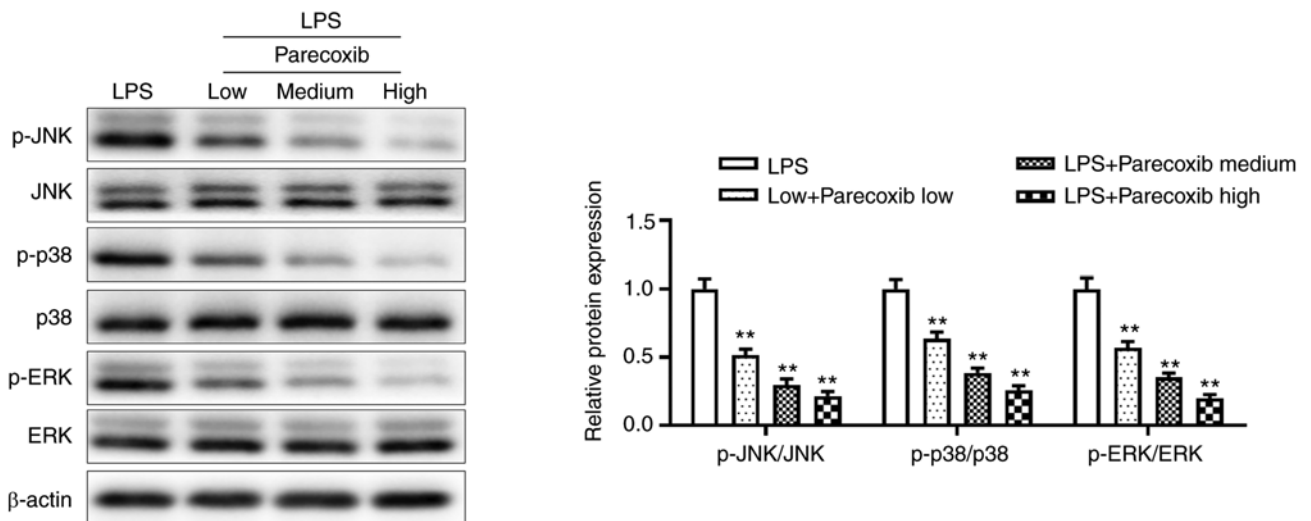 LPS
Parecoxib
LPS Low Medium High
p-JNK
JNK
p-p38
p38
p-ERK
ERK
β-actin
LPS
Low+Parecoxib low
LPS+Parecoxib medium
LPS+Parecoxib high
Relative protein expression
1.5
1.0
0.5
0.0
** ** **
** ** **
** ** **
p-JNK/JNK p-p38/p38 p-ERK/ERK